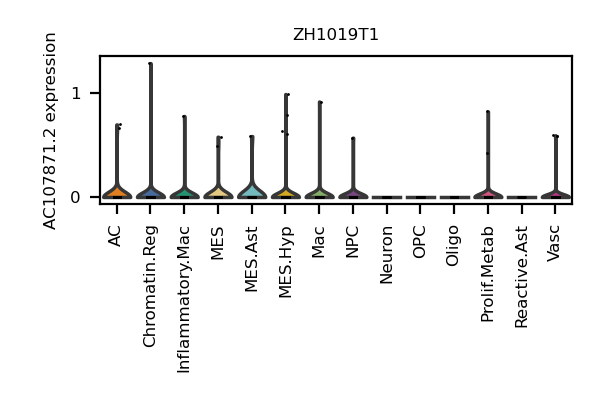 ZH1019T1
AC107871.2 expression
1
0
AC
Chromatin.Reg
Inflammatory.Mac
MES
MES.Ast
MES.Hyp
Mac
NPC
Neuron
OPC
Oligo
Prolif.Metab
Reactive.Ast
Vasc